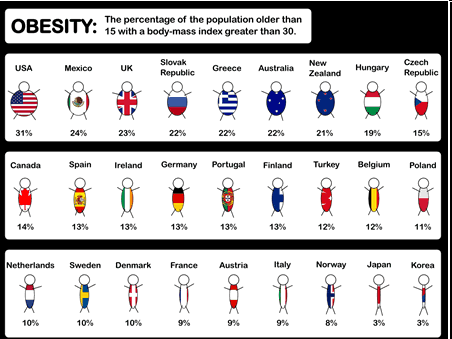 OBESITY: The percentage of the population older than
15 with a body-mass index greater than 30.
USA Mexico UK Slovak Republic Greece Australia New Zealand Hungary Czech Republic
31% 24% 23% 22% 22% 22% 21% 19% 15%
Canada Spain Ireland Germany Portugal Finland Turkey Belgium Poland
14% 13% 13% 13% 13% 13% 12% 12% 11%
Netherlands Sweden Denmark France Austria Italy Norway Japan Korea
10% 10% 10% 9% 9% 9% 8% 3% 3%